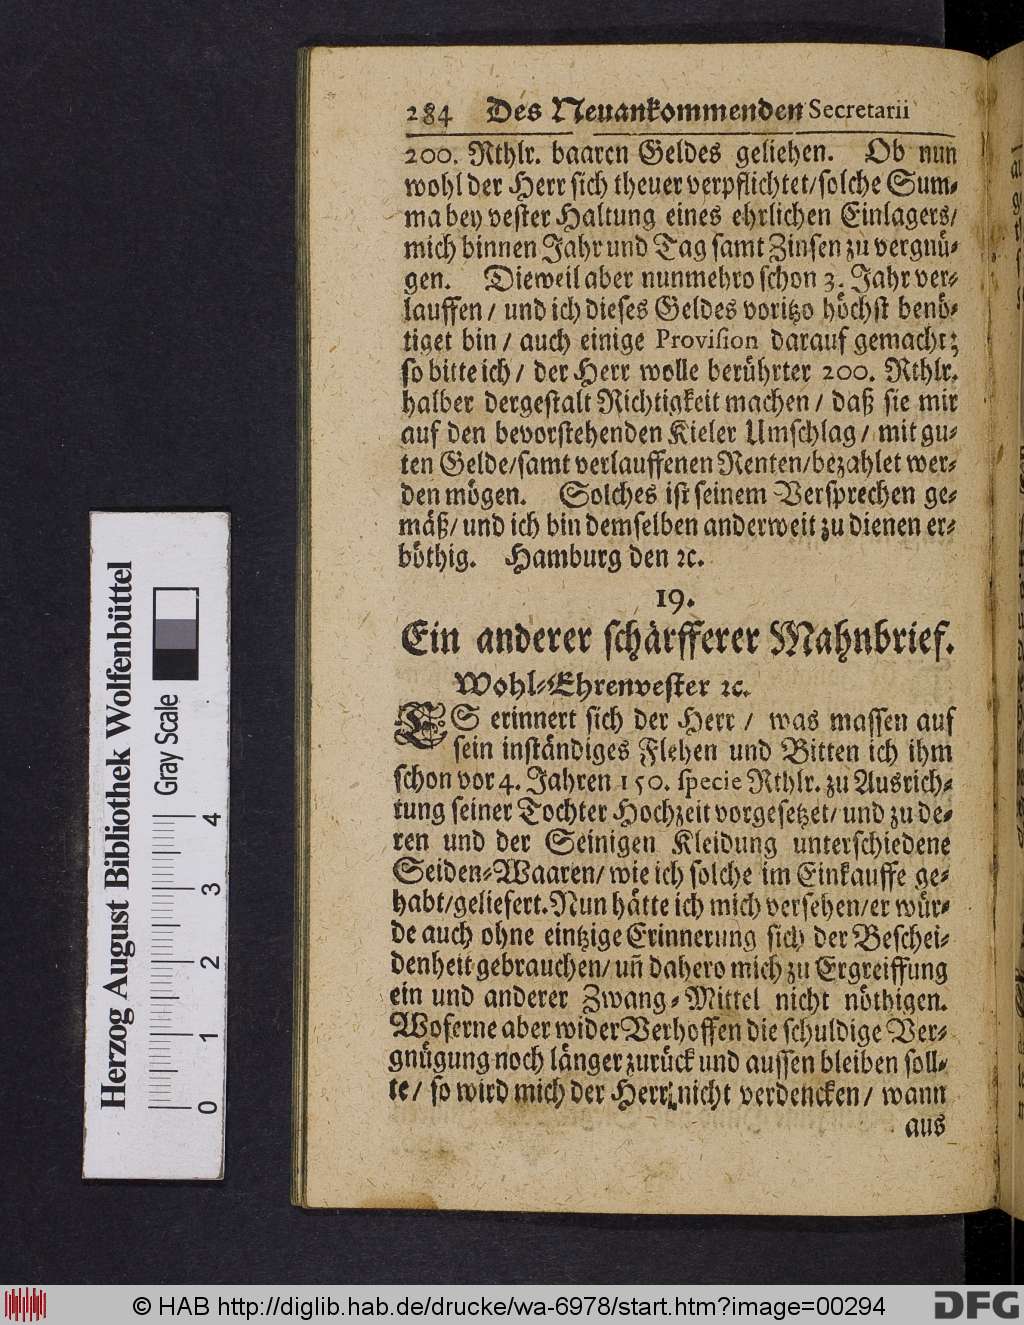 284 Des Neuankommenden Secretarii
200. Rthlr. baaren Geldes geliehen. Ob nun
wohl der Herr sich theuer verpflichtet/solche Sum-
ma bey vester Haltung eines ehrlichen Einlagers/
mich binnen Jahr und Tag samt Zinsen zu vergnü-
gen. Dieweil aber nunmehro schon 3. Jahr ver-
lauffen / und ich dieses Geldes voritzo höchst benö-
tiget bin / auch einige Provision darauf gemacht;
so bitte ich / der Herr wolle berührter 200. Rthlr.
halber dergestalt Richtigkeit machen / daß sie mir
auf den bevorstehenden Kieler Umschlag / mit gu-
ten Gelde/samt verlauffenen Renten/bezahlet wer-
den mögen. Solches ist seinem Versprechen ge-
mäß/ und ich bin demselben anderweit zu dienen er-
böthig. Hamburg den ꝛc.
19.
Ein anderer schärfferer Mahnbrief.
Wohl-Ehrenvester ꝛc.
ES erinnert sich der Herr / was massen auf
sein inständiges Flehen und Bitten ich ihm
schon vor 4. Jahren 150. specie Rthlr. zu Ausrich-
tung seiner Tochter Hochzeit vorgesetzet/ und zu de-
ren und der Seinigen Kleidung unterschiedene
Seiden-Waaren/ wie ich solche im Einkauffe ge-
habt/geliefert. Nun hätte ich mich versehen/er wür-
de auch ohne eintzige Erinnerung sich der Beschei-
denheit gebrauchen/ uñ dahero mich zu Ergreiffung
ein und anderer Zwang-Mittel nicht nöthigen.
Woferne aber wider Verhoffen die schuldige Ver-
gnügung noch länger zurück und aussen bleiben soll-
te/ so wird mich der Herr nicht verdencken/ wann
aus
Herzog August Bibliothek Wolfenbüttel
Gray Scale
0 1 2 3 4
© HAB http://diglib.hab.de/drucke/wa-6978/start.htm?image=00294
DFG